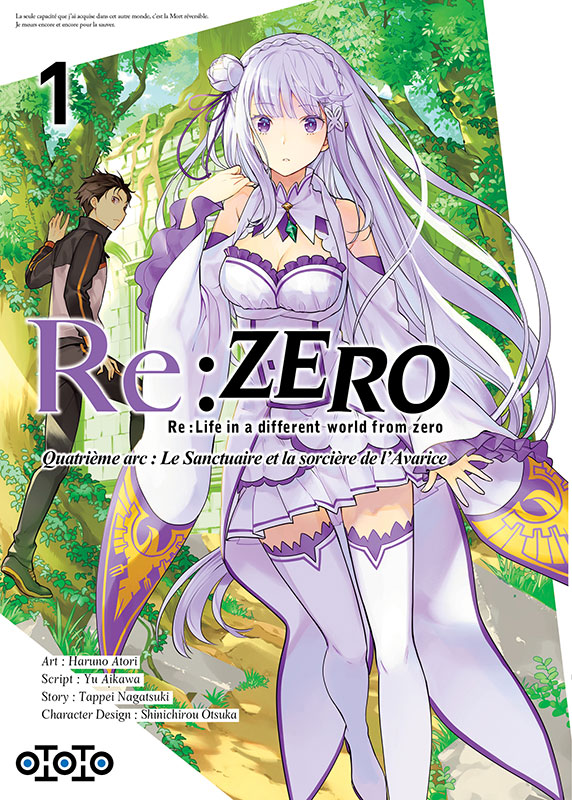 La seule capacité que j'ai acquise dans cet autre monde, c'est la Mort réversible.
Je meurs encore et encore pour la sauver.
1
Re:ZERO
Re:Life in a different world from zero
Quatrième arc : Le Sanctuaire et la sorcière de l'Avarice
Art : Haruno Atori
Script : Yu Aikawa
Story : Tappei Nagatsuki
Character Design : Shinichirou Otsuka
OTOTO